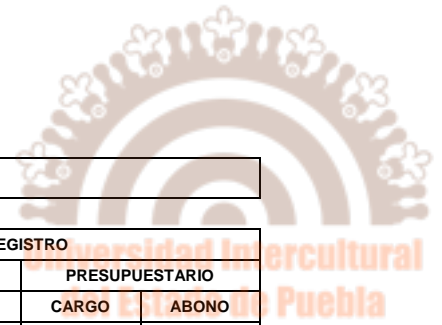 EGISTRO
Universidad Intercultural
PRESUPUESTARIO
del Estado de Puebla
CARGO ABONO